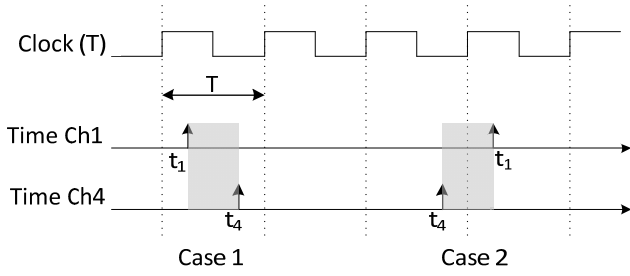 Clock (T)
T
Time Ch1
t1 t1
Time Ch4
t4 t4
Case 1 Case 2